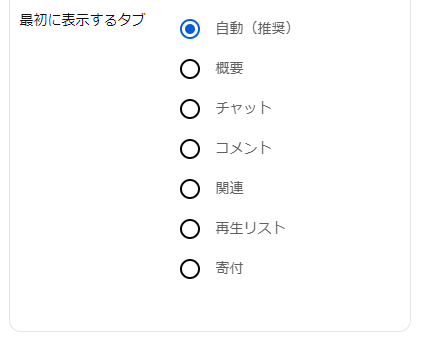 最初に表示するタブ
自動（推奨）
概要
チャット
コメント
関連
再生リスト
寄付